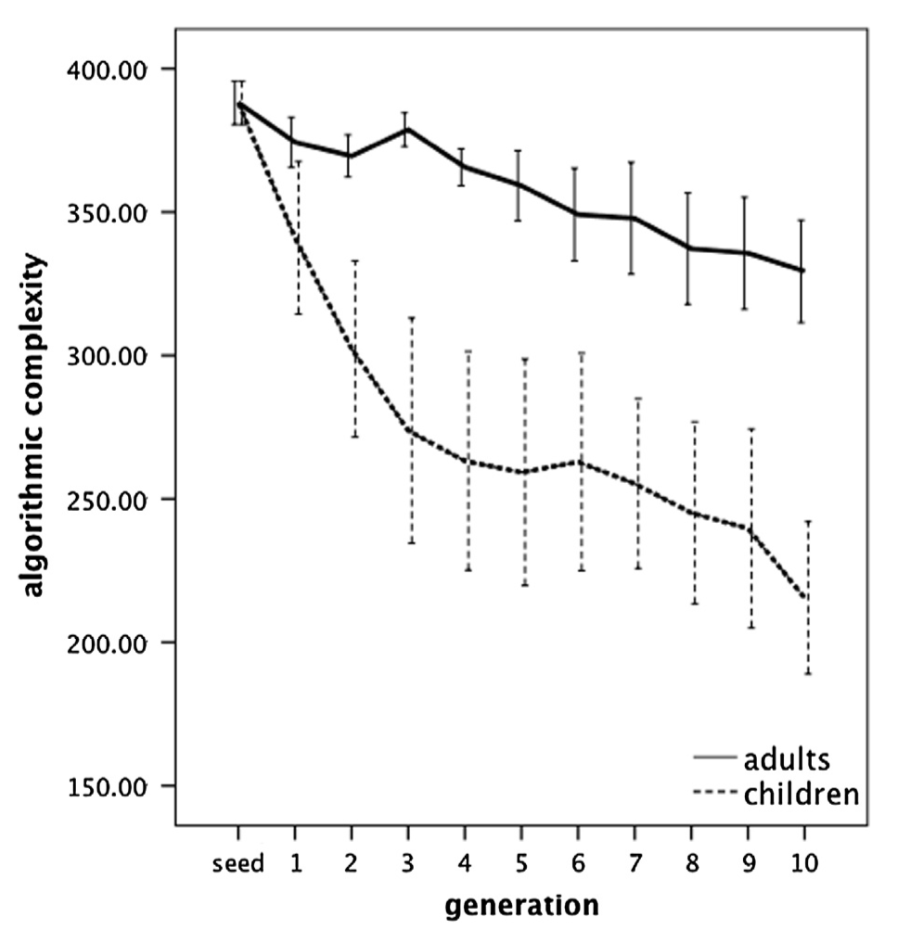 algorithmic complexity
400.00
350.00
300.00
250.00
200.00
150.00
adults
children
seed 1 2 3 4 5 6 7 8 9 10
generation